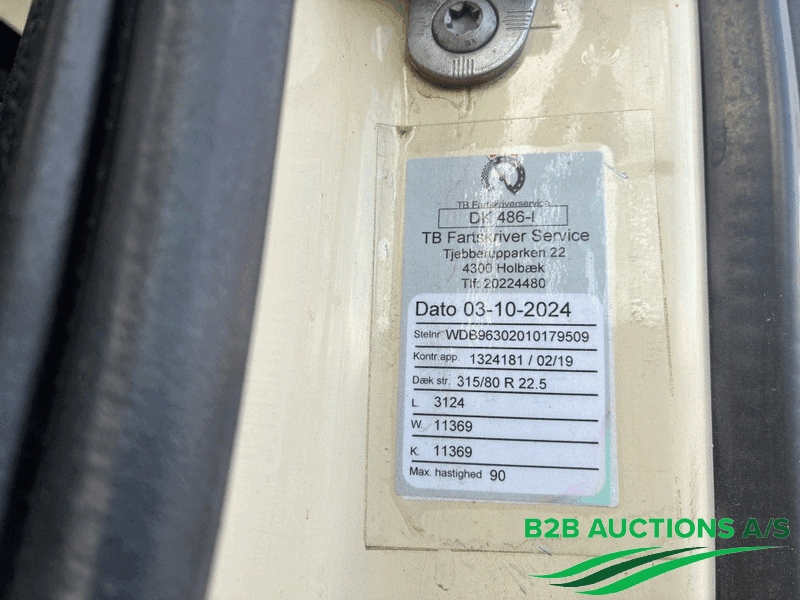 TB Fartskriverservice
DK 486-I
TB Fartskriver Service
Tjebberupparken 22
4300 Holbæk
Tlf: 20224480
Dato 03-10-2024
Stelnr WDB96302010179509
Kontr.app. 1324181 / 02/19
Dæk str. 315/80 R 22.5
L. 3124
W. 11369
K. 11369
Max. hastighed 90
B2B AUCTIONS A/S